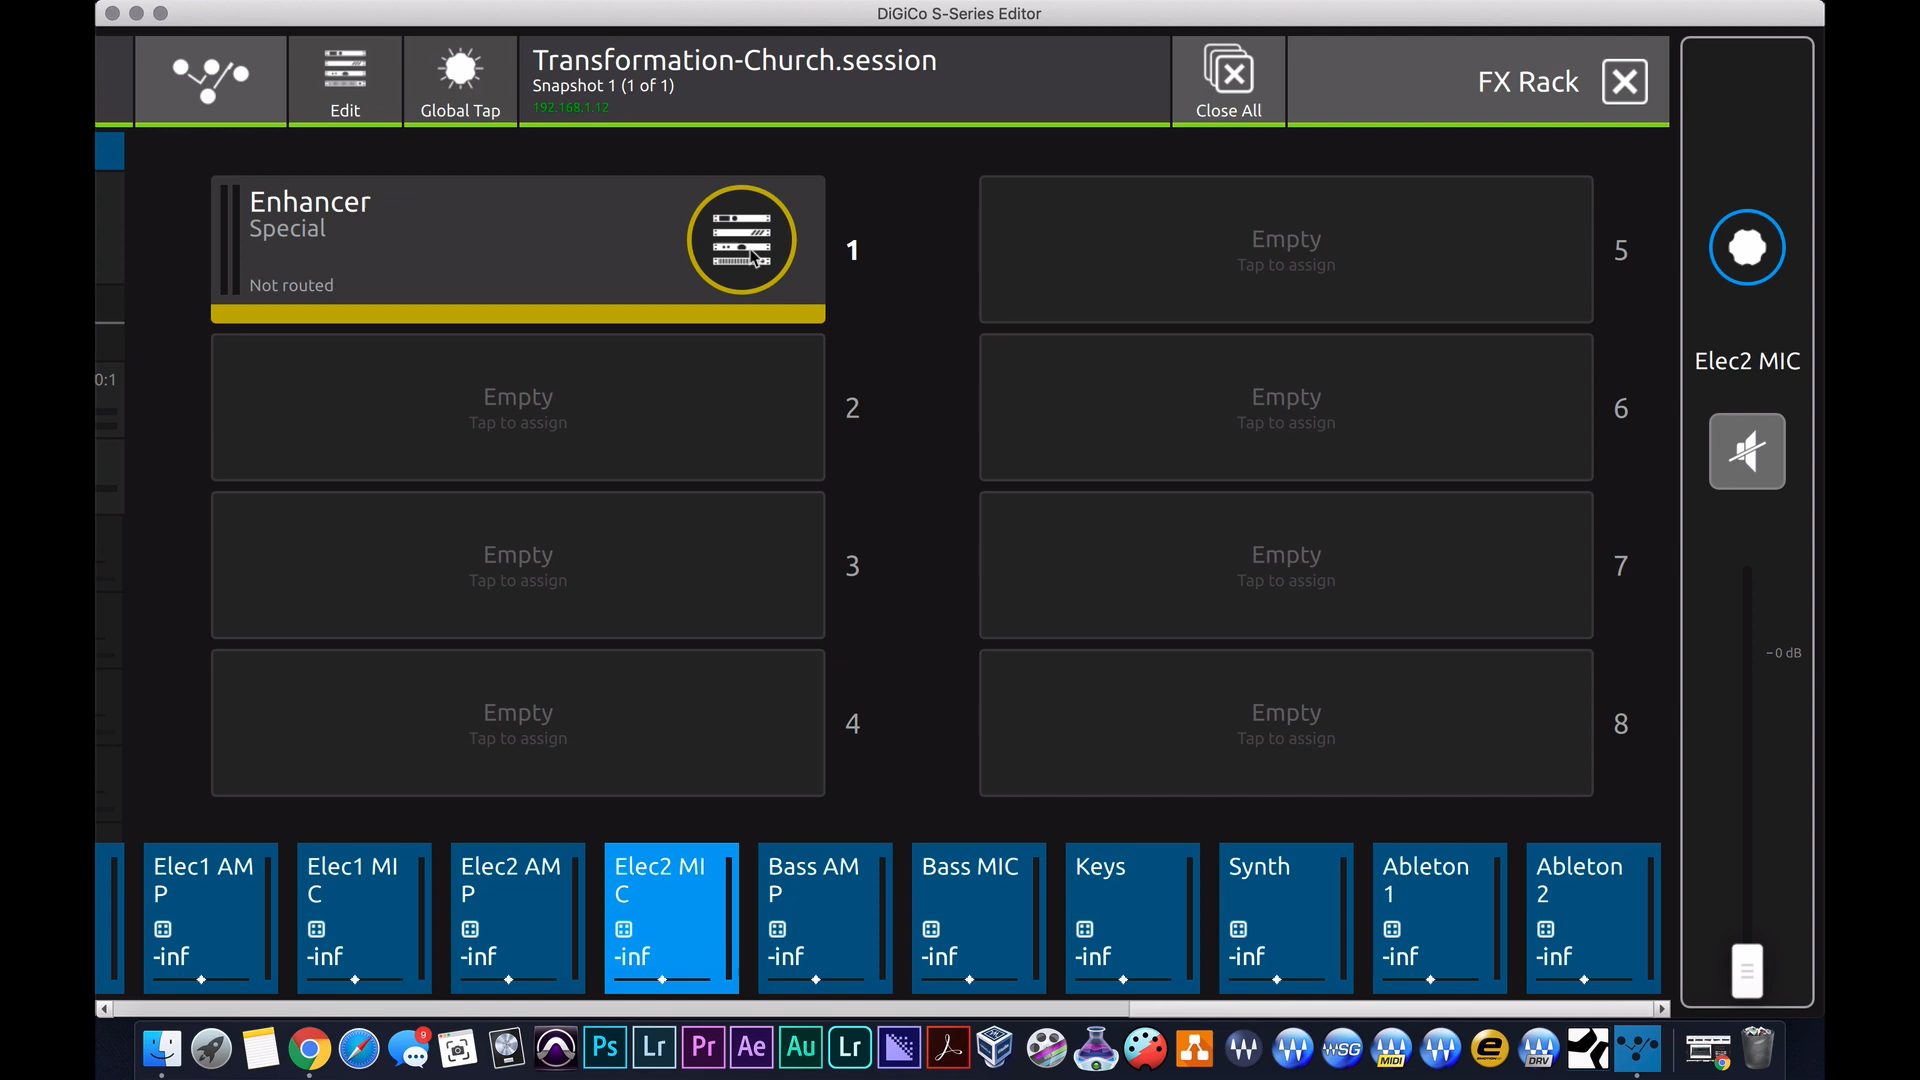 DiGiCo S-Series Editor
Edit
Global Tap
Transformation-Church.session
Snapshot 1 (1 of 1)
192.168.1.12
Close All
FX Rack
Enhancer
Special
Not routed
1
Empty
Tap to assign
5
Empty
Tap to assign
2
Empty
Tap to assign
6
Empty
Tap to assign
3
Empty
Tap to assign
7
Empty
Tap to assign
4
Empty
Tap to assign
8
0:1
Elec2 MIC
-0 dB
Elec1 AM
P
-inf
Elec1 MI
C
-inf
Elec2 AM
P
-inf
Elec2 MI
C
-inf
Bass AM
P
-inf
Bass MIC
-inf
Keys
-inf
Synth
-inf
Ableton
1
-inf
Ableton
2
-inf
9
Ps
Lr
Pr
Ae
Au
Lr
WSG
MIDI
DRV